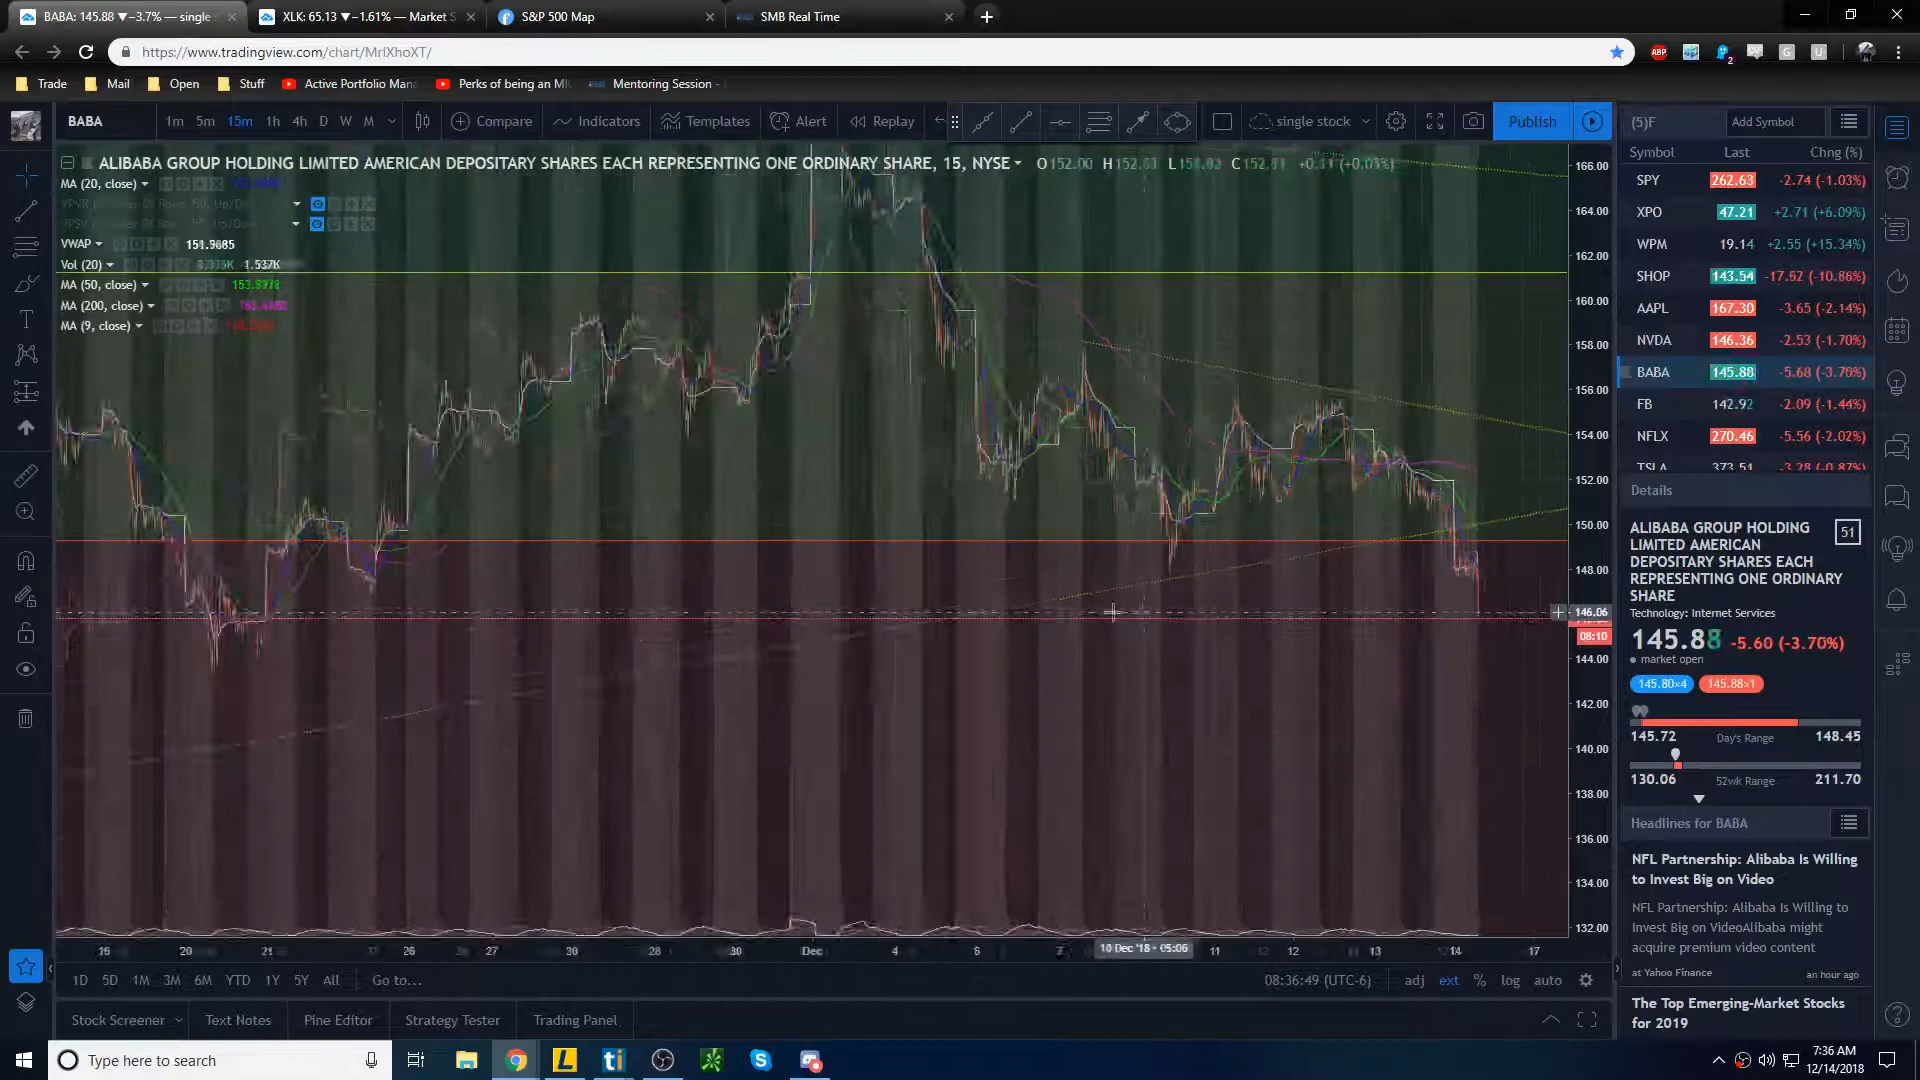 BABA: 145.88 ▼−3.7% — single
XLK: 65.13 ▼−1.61% — Market S
S&P 500 Map
SMB Real Time
https://www.tradingview.com/chart/MrlXhoXT/
Trade
Mail
Open
Stuff
Active Portfolio Mana
Perks of being an MI
Mentoring Session -
BABA
1m 5m 15m 1h 4h D W M
Compare
Indicators
Templates
Alert
Replay
single stock
Publish
(5)F
Add Symbol
ALIBABA GROUP HOLDING LIMITED AMERICAN DEPOSITARY SHARES EACH REPRESENTING ONE ORDINARY SHARE, 15, NYSE
MA (20, close)
VWAP
Vol (20) 1.537K
MA (50, close)
MA (200, close)
MA (9, close)
166.00
164.00
162.00
160.00
158.00
156.00
154.00
152.00
150.00
148.00
146.06
08:10
144.00
142.00
140.00
138.00
136.00
134.00
132.00
20 26 27 30 28 30 Dec 4 6 10 Dec '18 - 05:06 11 12 13 14 17
1D 5D 1M 3M 6M YTD 1Y 5Y All Go to...
08:36:49 (UTC-6) adj ext % log auto
Stock Screener
Text Notes
Pine Editor
Strategy Tester
Trading Panel
Symbol Last Chng (%)
SPY 262.63 -2.74 (-1.03%)
XPO 47.21 +2.71 (+6.09%)
WPM 19.14 +2.55 (+15.34%)
SHOP 143.54 -17.52 (-10.86%)
AAPL 167.30 -3.65 (-2.14%)
NVDA 146.36 -2.53 (-1.70%)
BABA 145.88 (-3.70%)
FB 142.92 -2.09 (-1.44%)
NFLX 270.46 -5.56 (-2.02%)
TSLA 373.51 -3.28 (-0.87%)
Details
ALIBABA GROUP HOLDING
LIMITED AMERICAN
DEPOSITARY SHARES EACH
REPRESENTING ONE ORDINARY
SHARE
51
Technology: Internet Services
145.88 -5.60 (-3.70%)
market open
145.80×4 145.88×1
145.72 Day's Range 148.45
130.06 52wk Range 211.70
Headlines for BABA
NFL Partnership: Alibaba Is Willing
to Invest Big on Video
NFL Partnership: Alibaba Is Willing to
Invest Big on VideoAlibaba might
acquire premium video content
at Yahoo Finance an hour ago
The Top Emerging-Market Stocks
for 2019
Type here to search
7:36 AM
12/14/2018